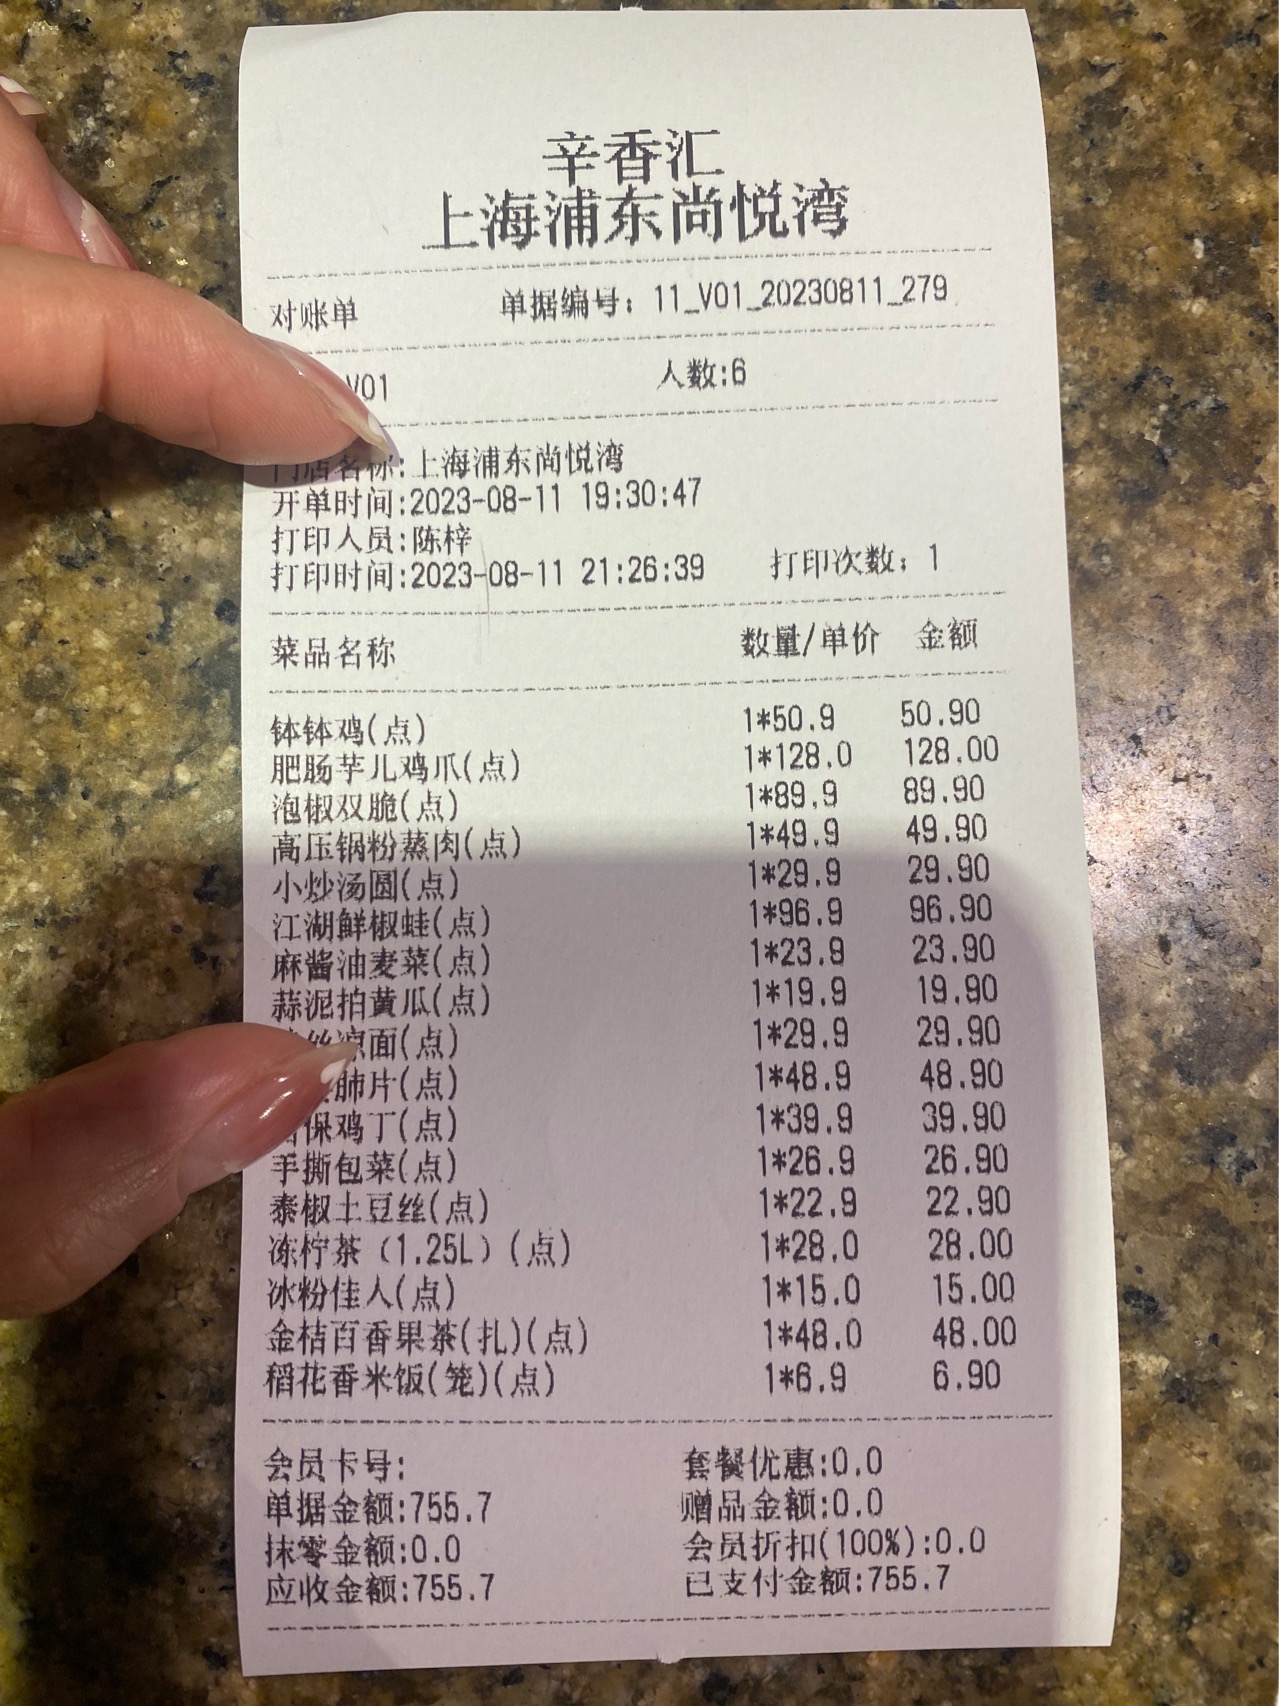 辛香汇
上海浦东尚悦湾
对账单 单据编号：11_V01_20230811_279
V01 人数:6
门店名称:上海浦东尚悦湾
开单时间:2023-08-11 19:30:47
打印人员:陈梓
打印时间:2023-08-11 21:26:39 打印次数：1
菜品名称 数量/单价 金额
钵钵鸡(点) 1*50.9 50.90
肥肠芋儿鸡爪(点) 1*128.0 128.00
泡椒双脆(点) 1*89.9 89.90
高压锅粉蒸肉(点) 1*49.9 49.90
小炒汤圆(点) 1*29.9 29.90
江湖鲜椒蛙(点) 1*96.9 96.90
麻酱油麦菜(点) 1*23.9 23.90
蒜泥拍黄瓜(点) 1*19.9 19.90
丝凉面(点) 1*29.9 29.90
肺片(点) 1*48.9 48.90
保鸡丁(点) 1*39.9 39.90
手撕包菜(点) 1*26.9 26.90
泰椒土豆丝(点) 1*22.9 22.90
冻柠茶（1.25L）(点) 1*28.0 28.00
冰粉佳人(点) 1*15.0 15.00
金桔百香果茶(扎)(点) 1*48.0 48.00
稻花香米饭(笼)(点) 1*6.9 6.90
会员卡号: 套餐优惠:0.0
单据金额:755.7 赠品金额:0.0
抹零金额:0.0 会员折扣(100%):0.0
应收金额:755.7 已支付金额:755.7